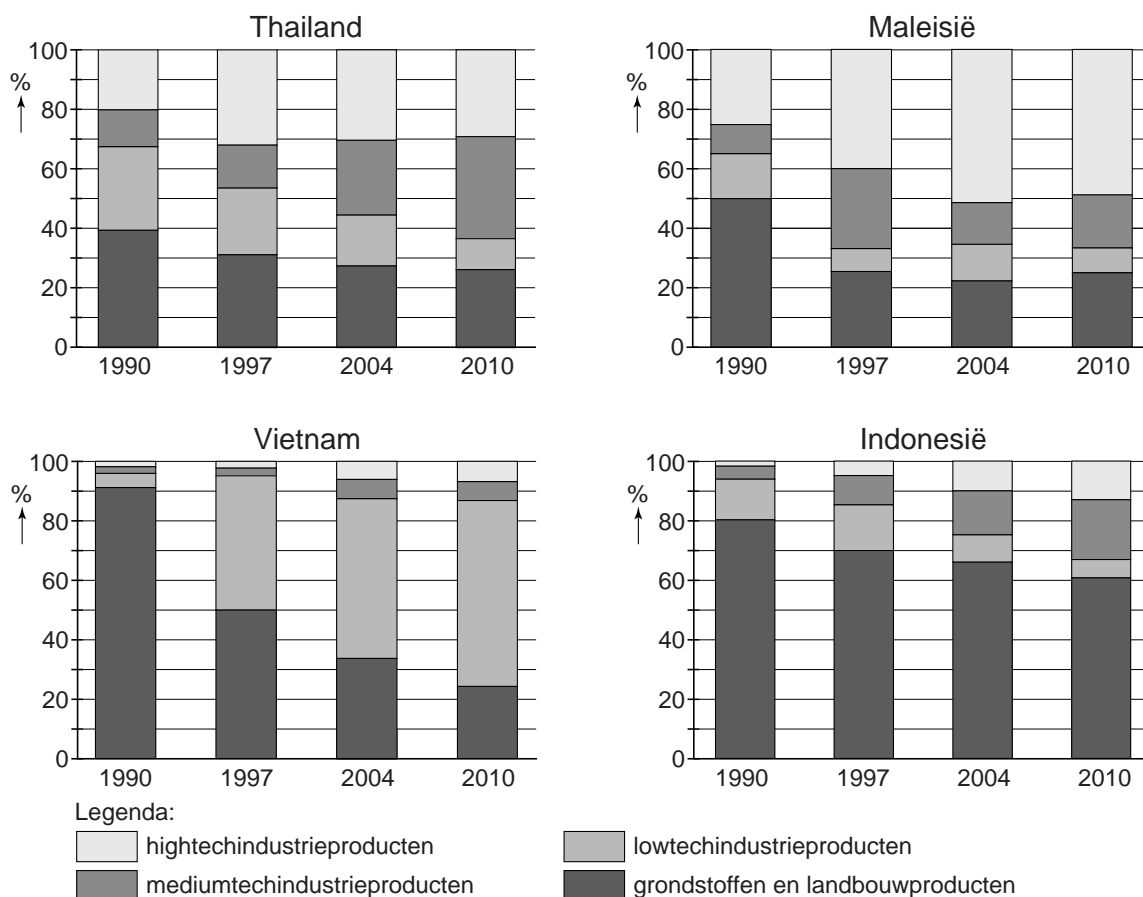 Thailand
100
%
80
60
40
20
0
1990 1997 2004 2010
Maleisië
100
%
80
60
40
20
0
1990 1997 2004 2010
Vietnam
100
%
80
60
40
20
0
1990 1997 2004 2010
Indonesië
100
%
80
60
40
20
0
1990 1997 2004 2010
Legenda:
hightechindustrieproducten
mediumtechindustrieproducten
lowtechindustrieproducten
grondstoffen en landbouwproducten